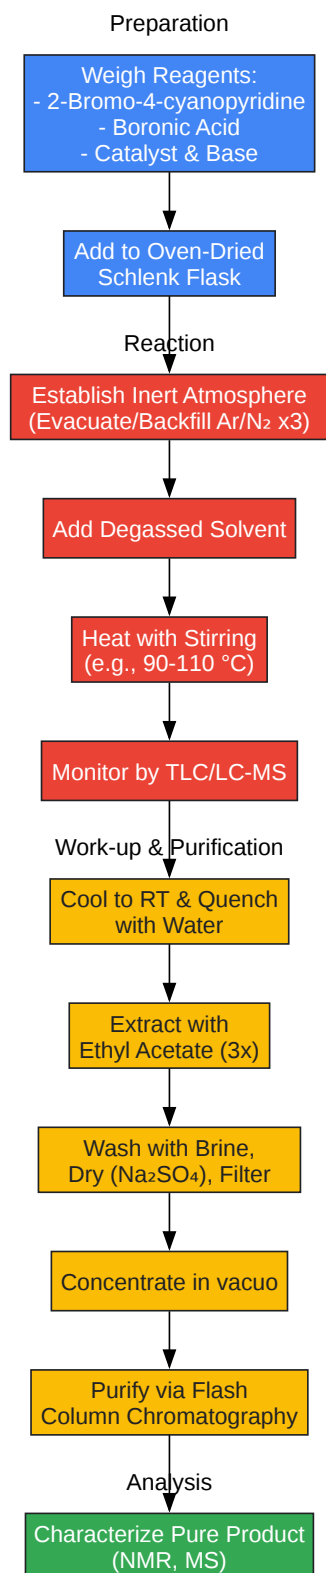 Preparation
Weigh Reagents:
- 2-Bromo-4-cyanopyridine
- Boronic Acid
- Catalyst & Base
Add to Oven-Dried
Schlenk Flask
Reaction
Establish Inert Atmosphere
(Evacuate/Backfill Ar/N₂ x3)
Add Degassed Solvent
Heat with Stirring
(e.g., 90-110 °C)
Monitor by TLC/LC-MS
Work-up & Purification
Cool to RT & Quench
with Water
Extract with
Ethyl Acetate (3x)
Wash with Brine,
Dry (Na₂SO₄), Filter
Concentrate in vacuo
Purify via Flash
Column Chromatography
Analysis
Characterize Pure Product
(NMR, MS)